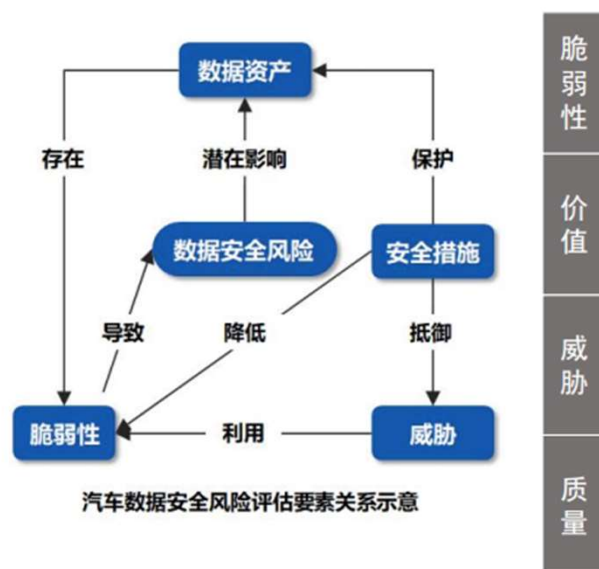 数据资产
存在
潜在影响
保护
数据安全风险
安全措施
导致
降低
抵御
脆弱性
利用
威胁
汽车数据安全风险评估要素关系示意
脆弱性
价值
威胁
质量